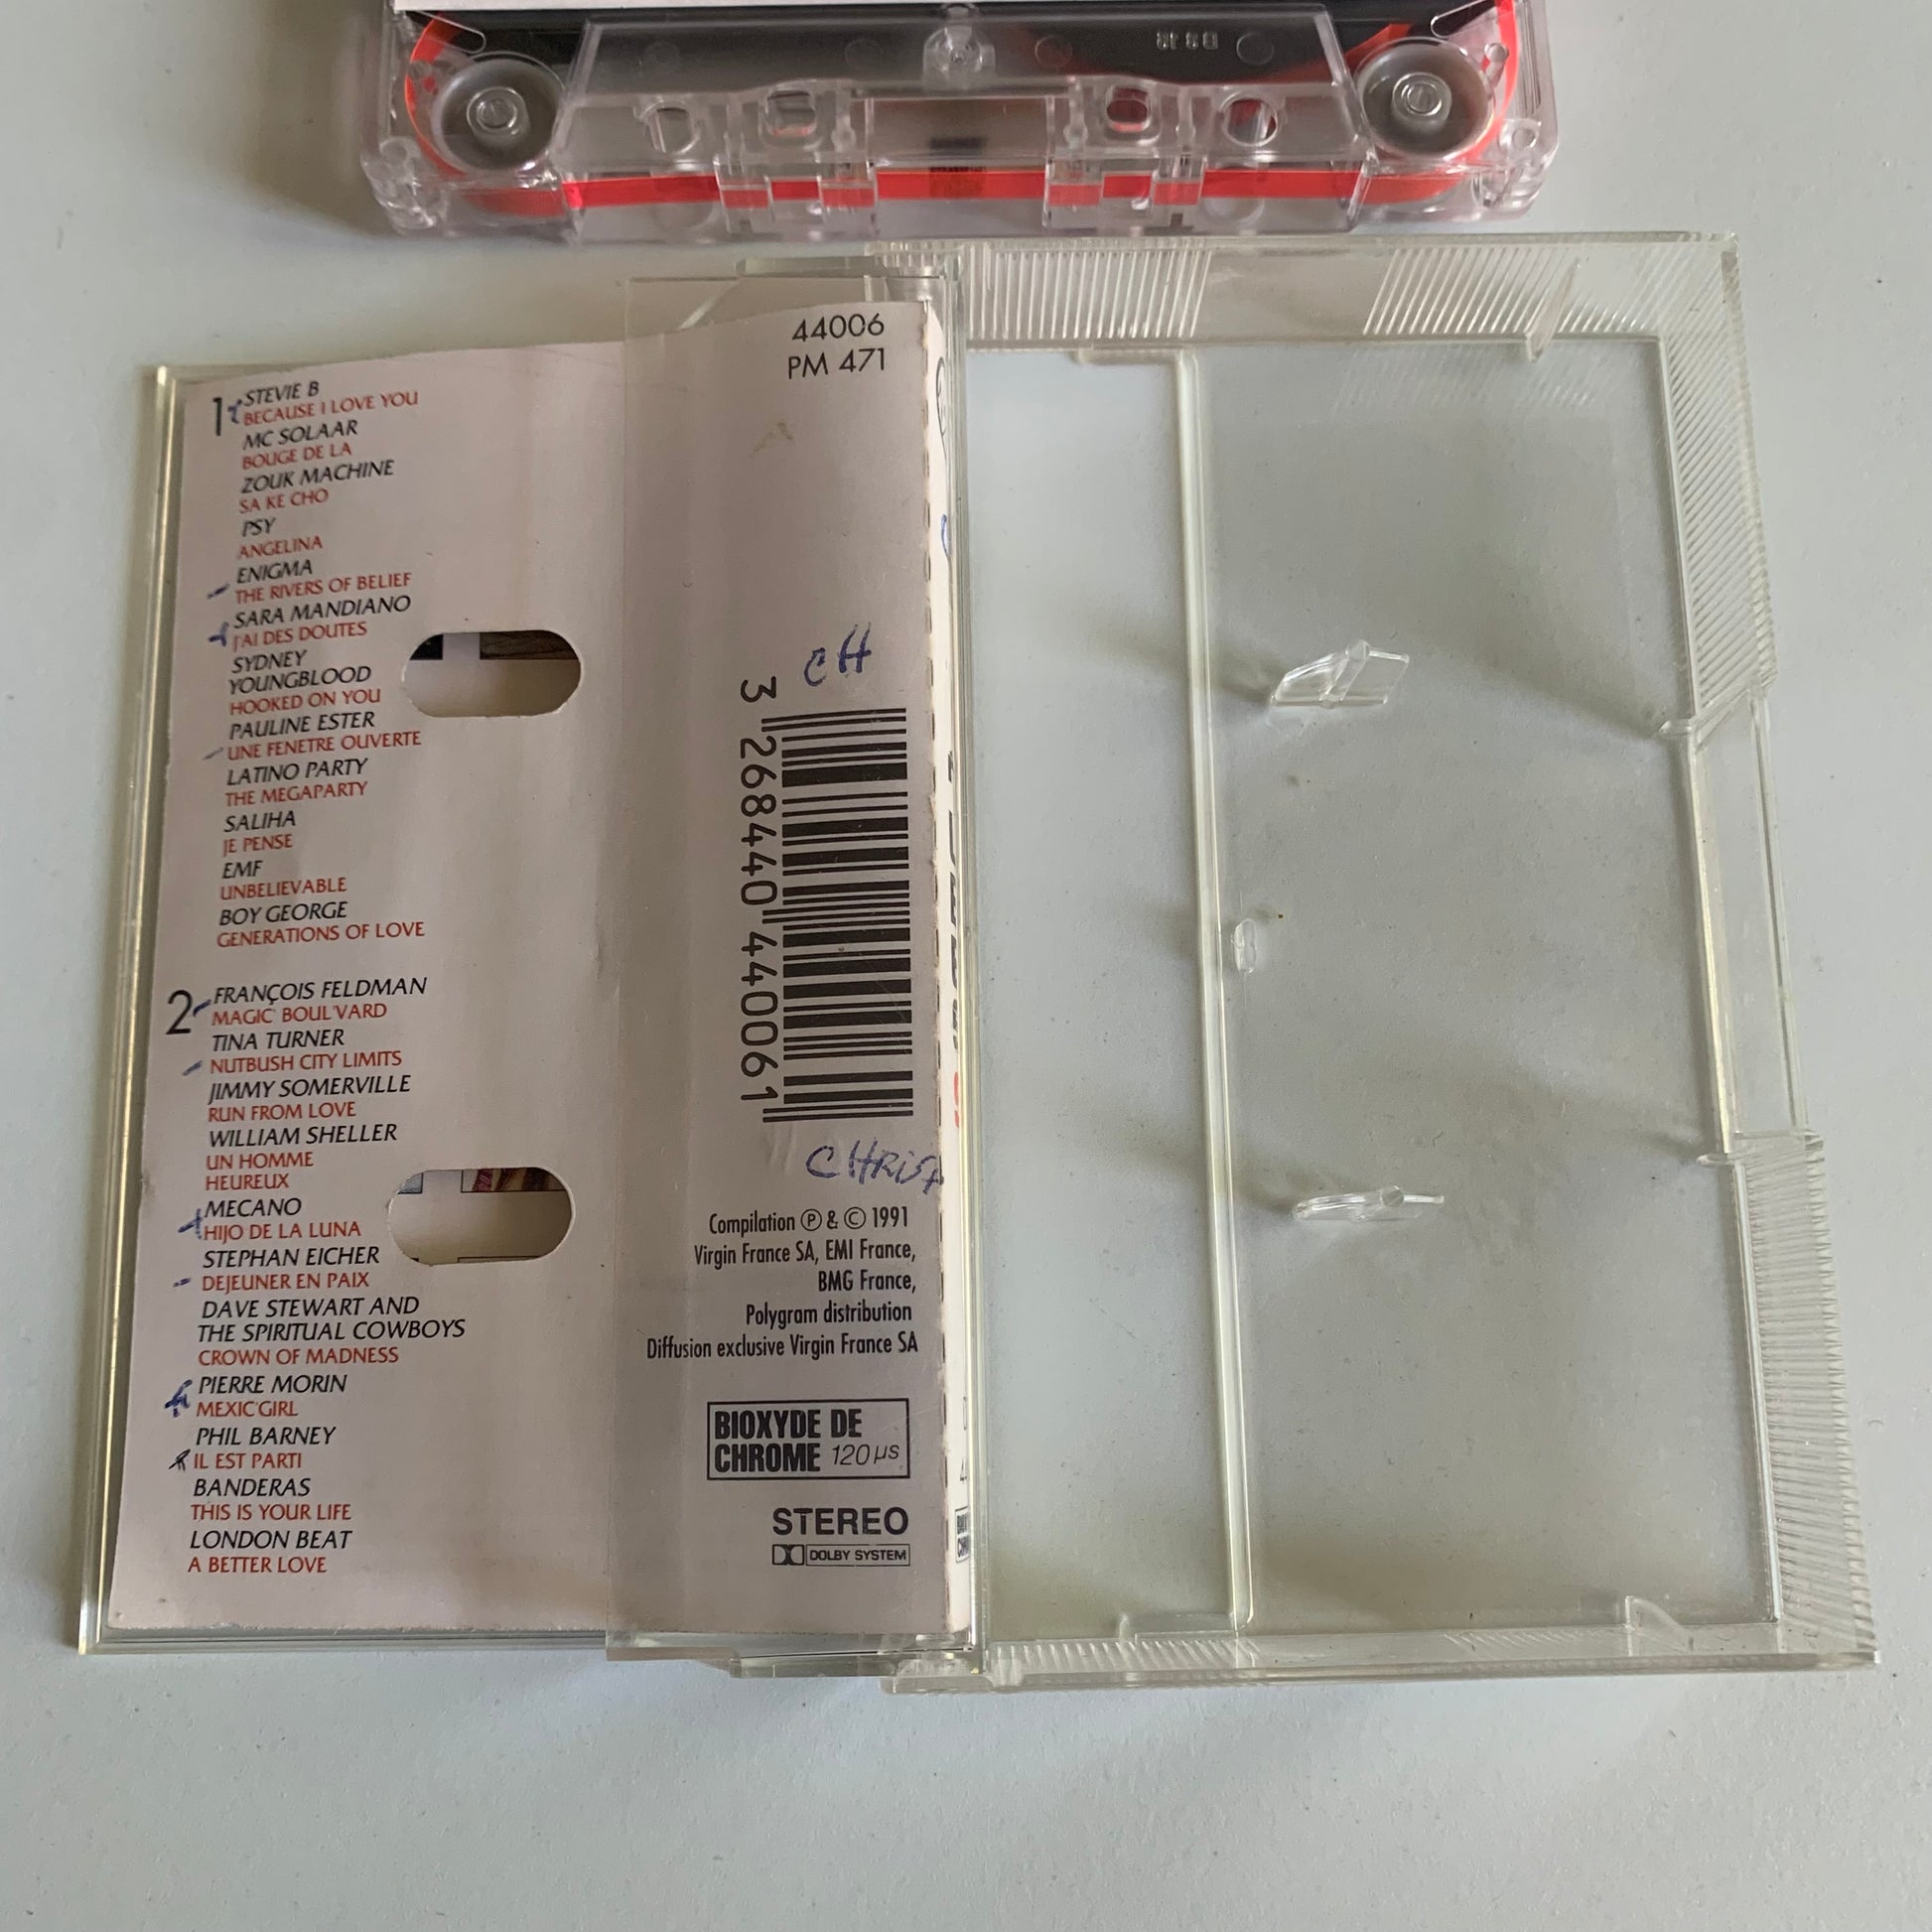 1
STEVIE B
BECAUSE I LOVE YOU
MC SOLAAR
BOUGE DE LA
ZOUK MACHINE
SA KE CHO
PSY
ANGELINA
ENIGMA
THE RIVERS OF BELIEF
SARA MANDIANO
J'AI DES DOUTES
SYDNEY
YOUNGBLOOD
HOOKED ON YOU
PAULINE ESTER
UNE FENETRE OUVERTE
LATINO PARTY
THE MEGAPARTY
SALIHA
JE PENSE
EMF
UNBELIEVABLE
BOY GEORGE
GENERATIONS OF LOVE
2
FRANÇOIS FELDMAN
MAGIC' BOUL'VARD
TINA TURNER
NUTBUSH CITY LIMITS
JIMMY SOMERVILLE
RUN FROM LOVE
WILLIAM SHELLER
UN HOMME
HEUREUX
MECANO
HIJO DE LA LUNA
STEPHAN EICHER
DEJEUNER EN PAIX
DAVE STEWART AND
THE SPIRITUAL COWBOYS
CROWN OF MADNESS
PIERRE MORIN
MEXIC'GIRL
PHIL BARNEY
IL EST PARTI
BANDERAS
THIS IS YOUR LIFE
LONDON BEAT
A BETTER LOVE
44006
PM 471
CH
3 268440 440061
CHRIST
Compilation Ⓟ & © 1991
Virgin France SA, EMI France,
BMG France,
Polygram distribution
Diffusion exclusive Virgin France SA
BIOXYDE DE
CHROME 120 µs
STEREO
DOLBY SYSTEM